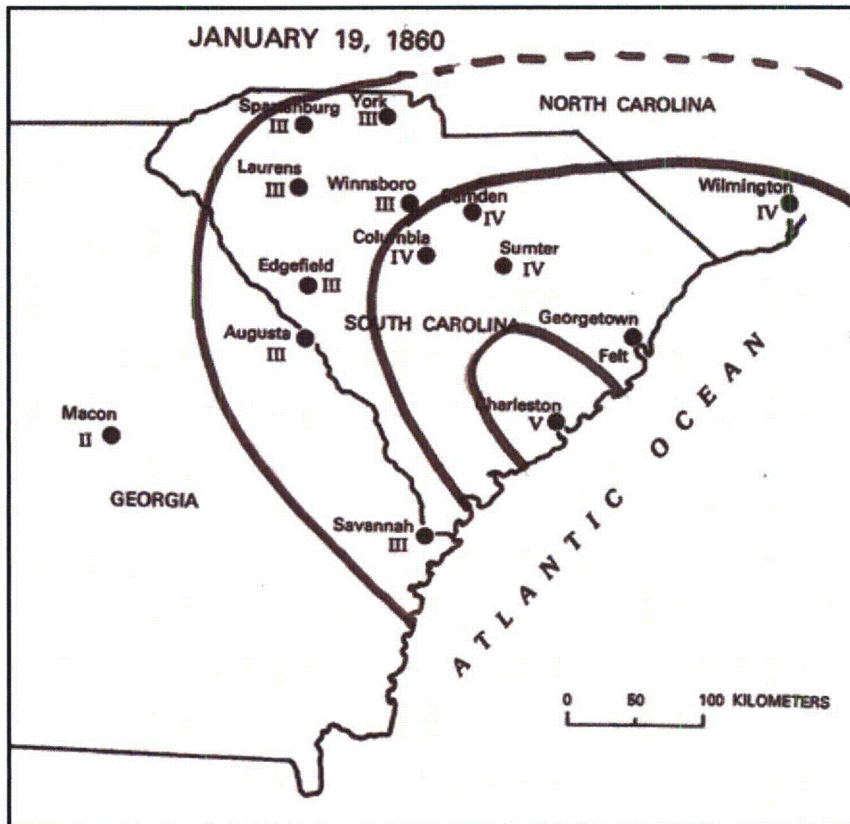 JANUARY 19, 1860
NORTH CAROLINA
Spartanburg
III
York
III
Laurens
III
Winnsboro
III
Camden
IV
Wilmington
IV
Columbia
IV
Sumter
IV
Edgefield
III
SOUTH CAROLINA
Georgetown
Felt
Augusta
III
Charleston
V
Macon
II
GEORGIA
Savannah
III
ATLANTIC OCEAN
0 50 100 KILOMETERS